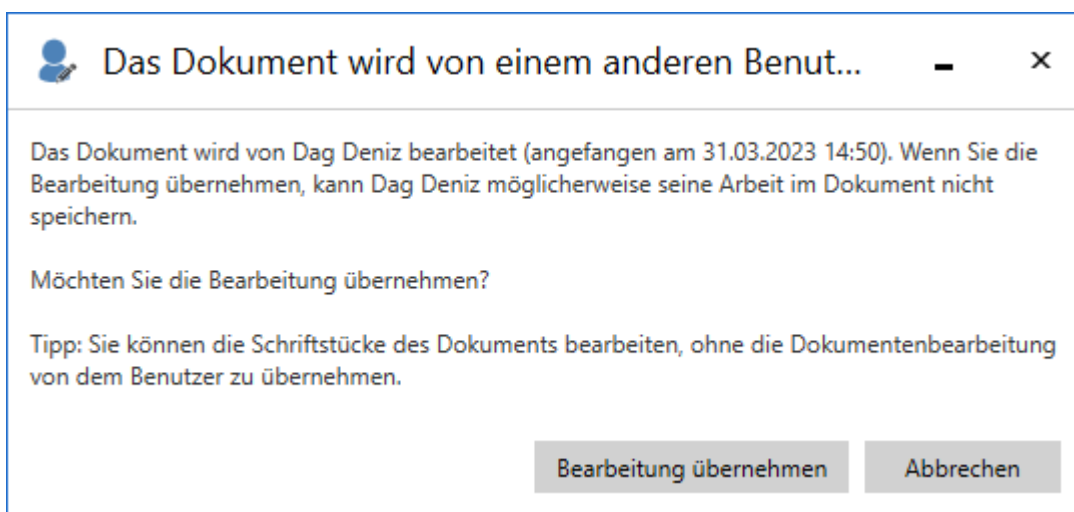 Das Dokument wird von einem anderen Benut...
Das Dokument wird von Dag Deniz bearbeitet (angefangen am 31.03.2023 14:50). Wenn Sie die
Bearbeitung übernehmen, kann Dag Deniz möglicherweise seine Arbeit im Dokument nicht
speichern.
Möchten Sie die Bearbeitung übernehmen?
Tipp: Sie können die Schriftstücke des Dokuments bearbeiten, ohne die Dokumentenbearbeitung
von dem Benutzer zu übernehmen.
Bearbeitung übernehmen Abbrechen